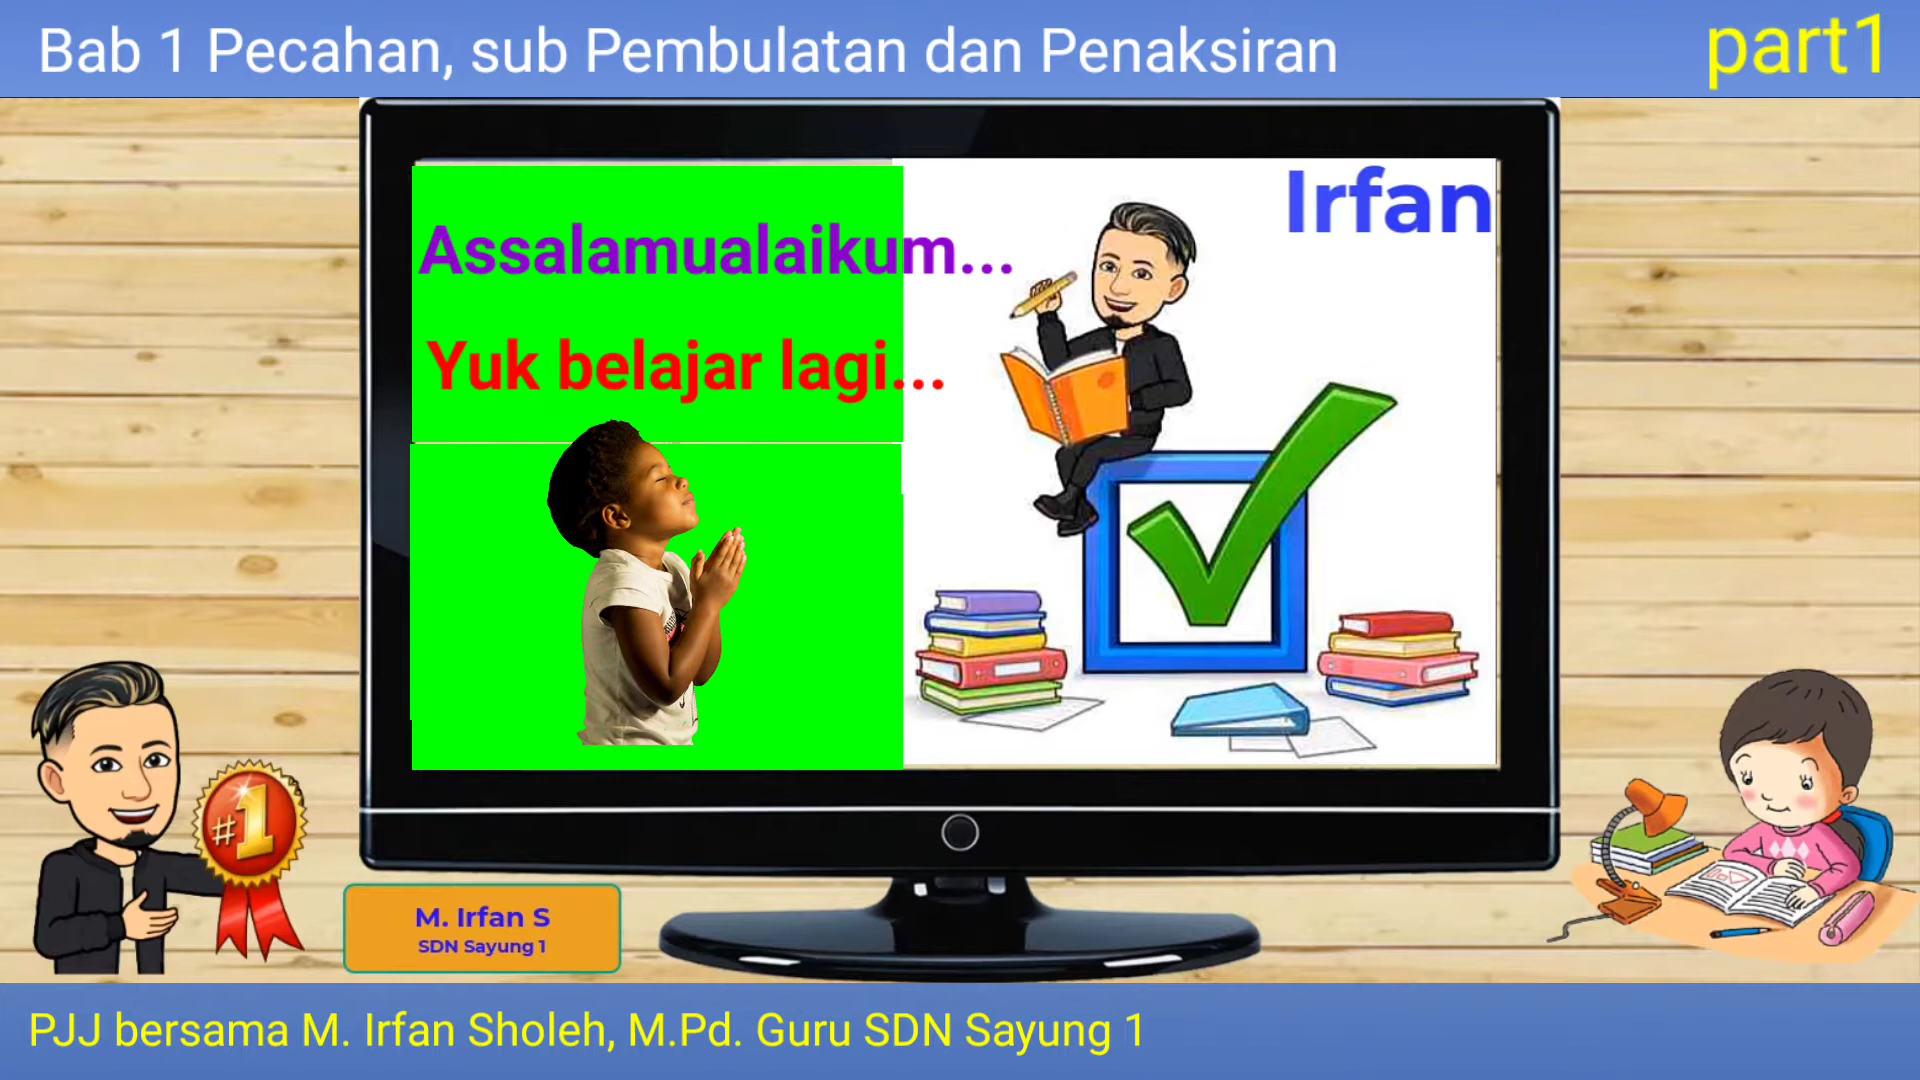 Bab 1 Pecahan, sub Pembulatan dan Penaksiran
part1
Irfan
Assalamualaikum...
Yuk belajar lagi...
#1
M. Irfan S
SDN Sayung 1
PJJ bersama M. Irfan Sholeh, M.Pd. Guru SDN Sayung 1